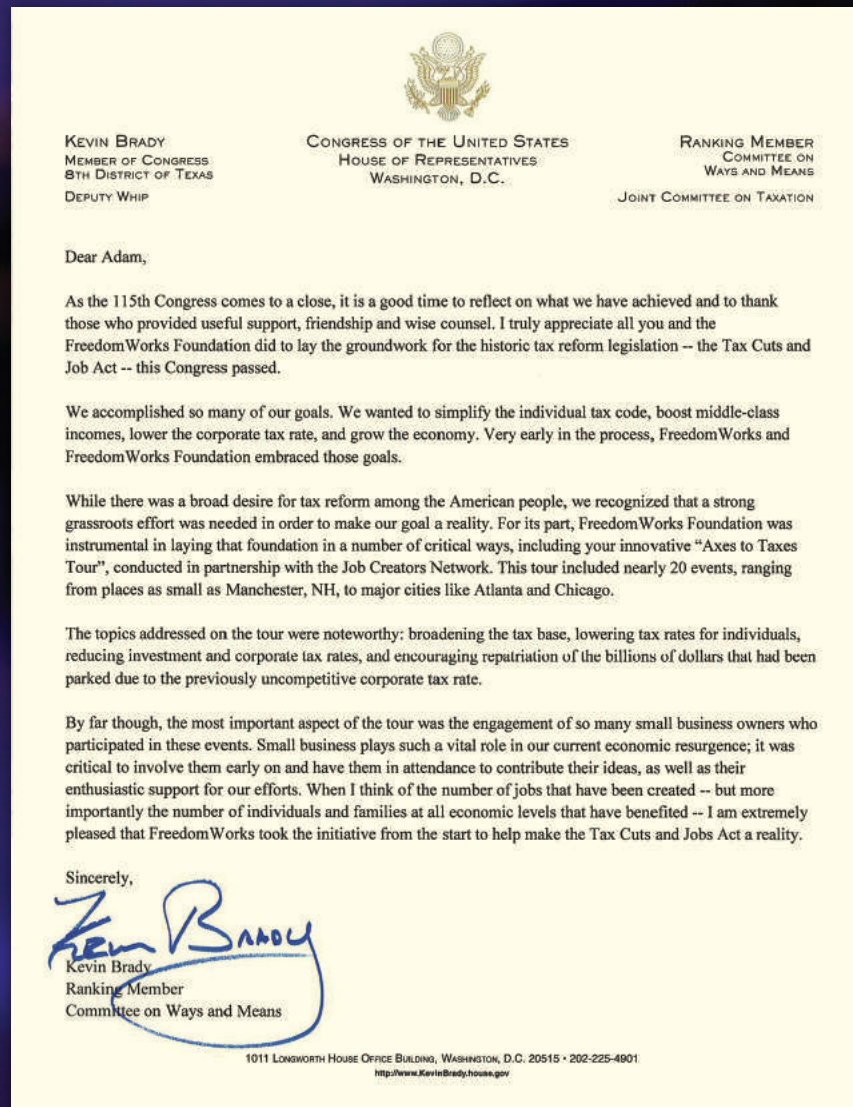 KEVIN BRADY
MEMBER OF CONGRESS
8TH DISTRICT OF TEXAS
DEPUTY WHIP
CONGRESS OF THE UNITED STATES
HOUSE OF REPRESENTATIVES
WASHINGTON, D.C.
RANKING MEMBER
COMMITTEE ON
WAYS AND MEANS
JOINT COMMITTEE ON TAXATION
Dear Adam,
As the 115th Congress comes to a close, it is a good time to reflect on what we have achieved and to thank
those who provided useful support, friendship and wise counsel. I truly appreciate all you and the
FreedomWorks Foundation did to lay the groundwork for the historic tax reform legislation -- the Tax Cuts and
Job Act -- this Congress passed.
We accomplished so many of our goals. We wanted to simplify the individual tax code, boost middle-class
incomes, lower the corporate tax rate, and grow the economy. Very early in the process, FreedomWorks and
FreedomWorks Foundation embraced those goals.
While there was a broad desire for tax reform among the American people, we recognized that a strong
grassroots effort was needed in order to make our goal a reality. For its part, FreedomWorks Foundation was
instrumental in laying that foundation in a number of critical ways, including your innovative “Axes to Taxes
Tour”, conducted in partnership with the Job Creators Network. This tour included nearly 20 events, ranging
from places as small as Manchester, NH, to major cities like Atlanta and Chicago.
The topics addressed on the tour were noteworthy: broadening the tax base, lowering tax rates for individuals,
reducing investment and corporate tax rates, and encouraging repatriation of the billions of dollars that had been
parked due to the previously uncompetitive corporate tax rate.
By far though, the most important aspect of the tour was the engagement of so many small business owners who
participated in these events. Small business plays such a vital role in our current economic resurgence; it was
critical to involve them early on and have them in attendance to contribute their ideas, as well as their
enthusiastic support for our efforts. When I think of the number of jobs that have been created -- but more
importantly the number of individuals and families at all economic levels that have benefited -- I am extremely
pleased that FreedomWorks took the initiative from the start to help make the Tax Cuts and Jobs Act a reality.
Sincerely,
Kevin Brady
Kevin Brady
Ranking Member
Committee on Ways and Means
1011 LONGWORTH HOUSE OFFICE BUILDING, WASHINGTON, D.C. 20515 • 202-225-4901
http://www.KevinBrady.house.gov